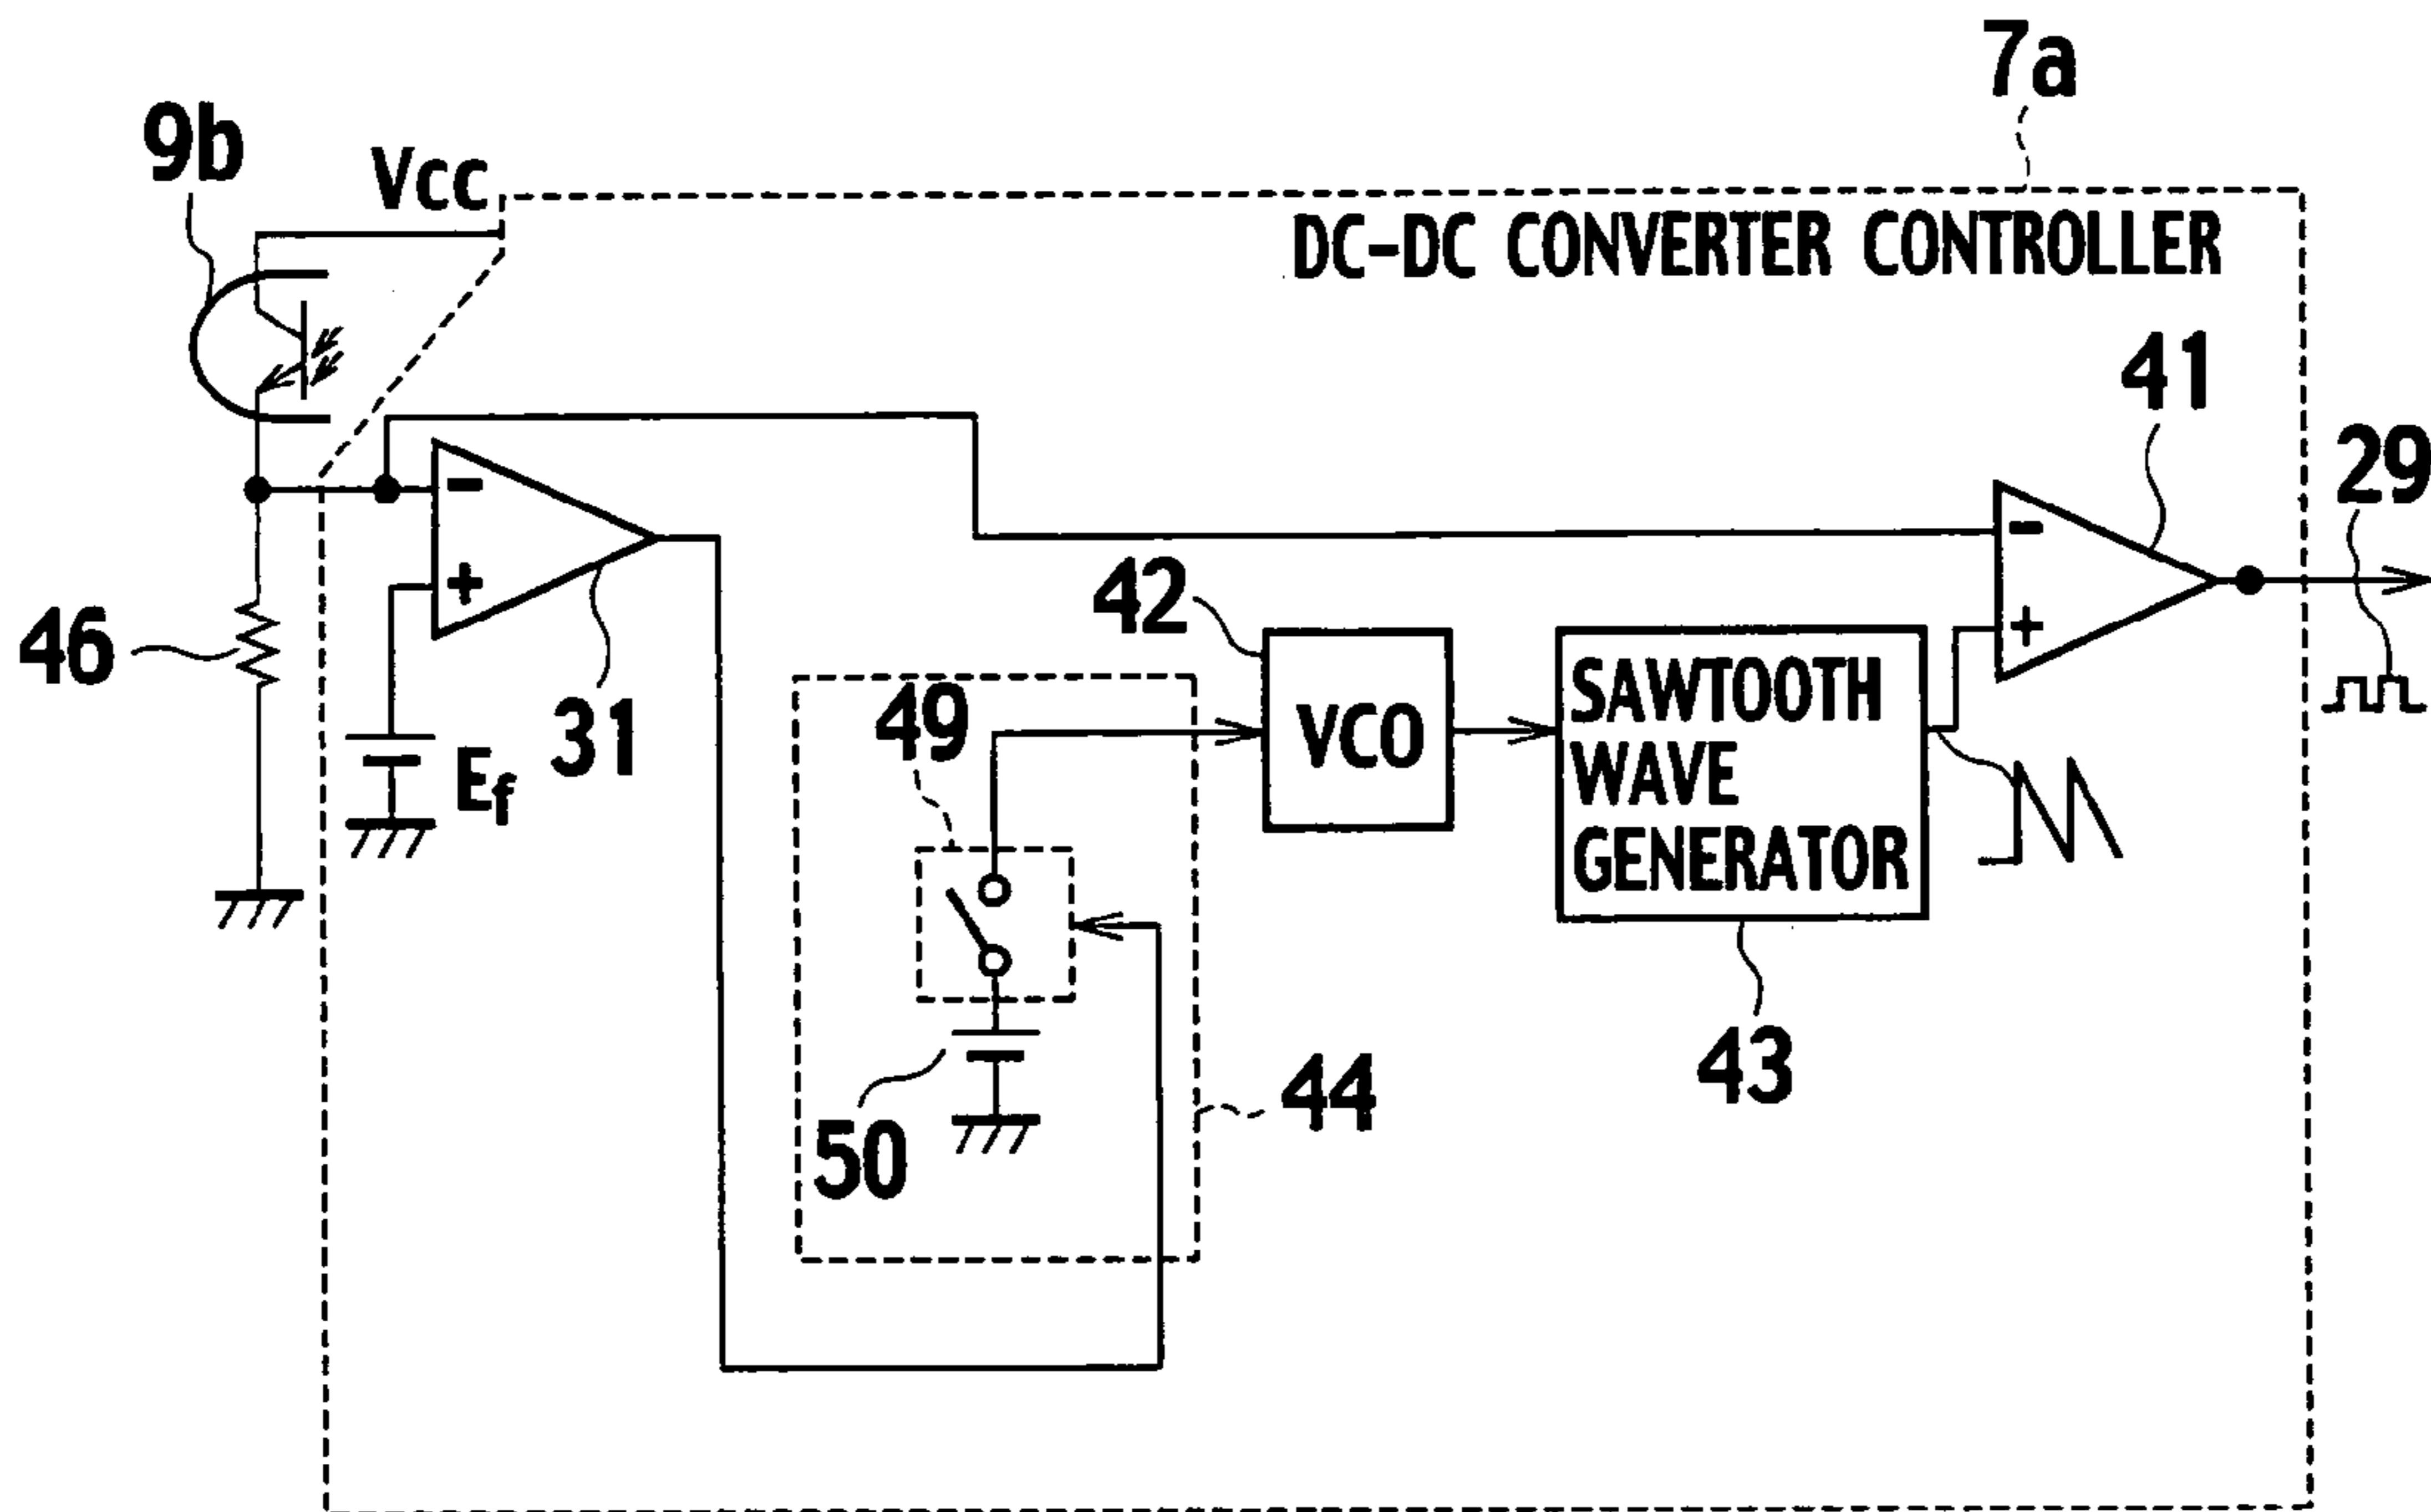 7a
9b
Vcc
DC-DC CONVERTER CONTROLLER
41
29
-
-
42
+
+
46
31
49
Ef
VCO
SAWTOOTH
WAVE
GENERATOR
43
44
50